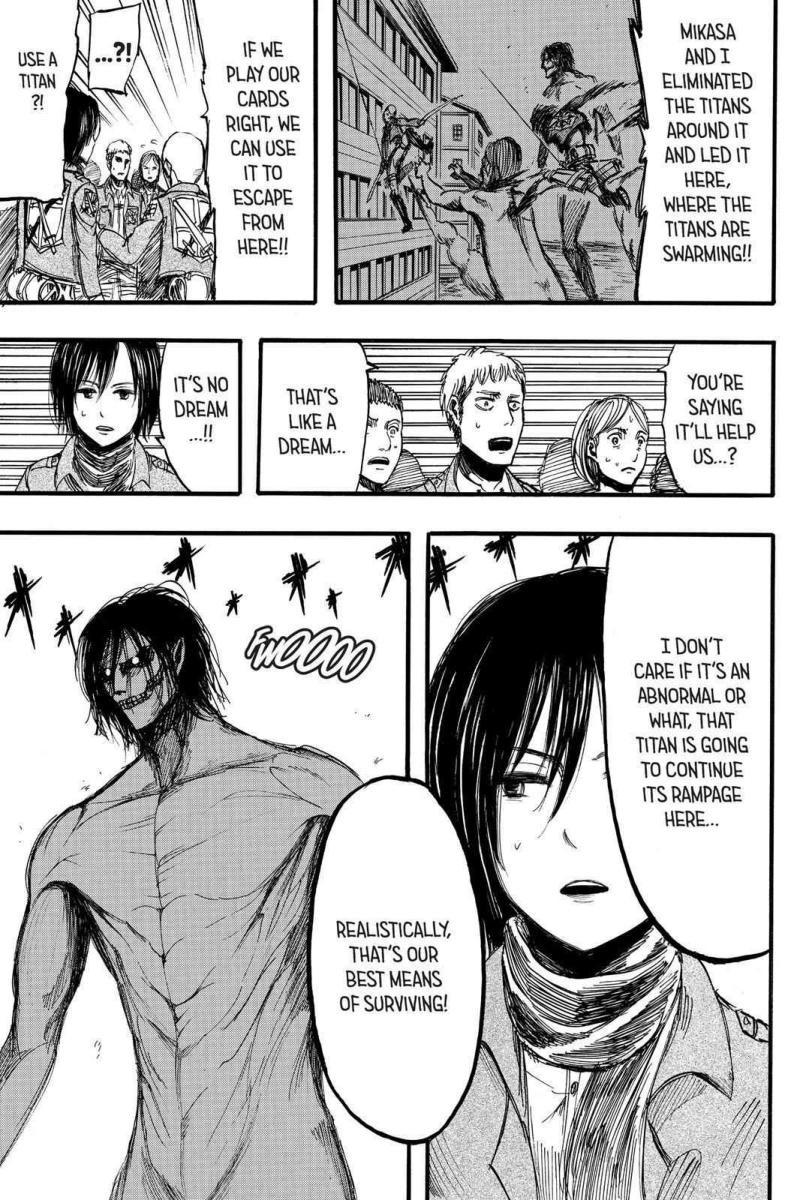 MIKASA
AND I
ELIMINATED
THE TITANS
AROUND IT
AND LED IT
HERE,
WHERE THE
TITANS ARE
SWARMING!!
IF WE
PLAY OUR
CARDS
RIGHT, WE
CAN USE
IT TO
ESCAPE
FROM
HERE!!
...?!
USE A
TITAN
?!
YOU'RE
SAYING
IT'LL HELP
US...?
THAT'S
LIKE A
DREAM...
IT'S NO
DREAM
...!!
I DON'T
CARE IF IT'S AN
ABNORMAL OR
WHAT, THAT
TITAN IS GOING
TO CONTINUE
ITS RAMPAGE
HERE...
FWOOOO
REALISTICALLY,
THAT'S OUR
BEST MEANS
OF SURVIVING!